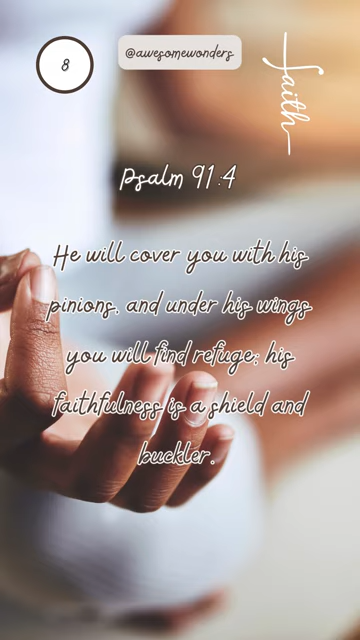 8
@awesomewonders
faith
Psalm 91:4
He will cover you with his
pinions, and under his wings
you will find refuge; his
faithfulness is a shield and
buckler.